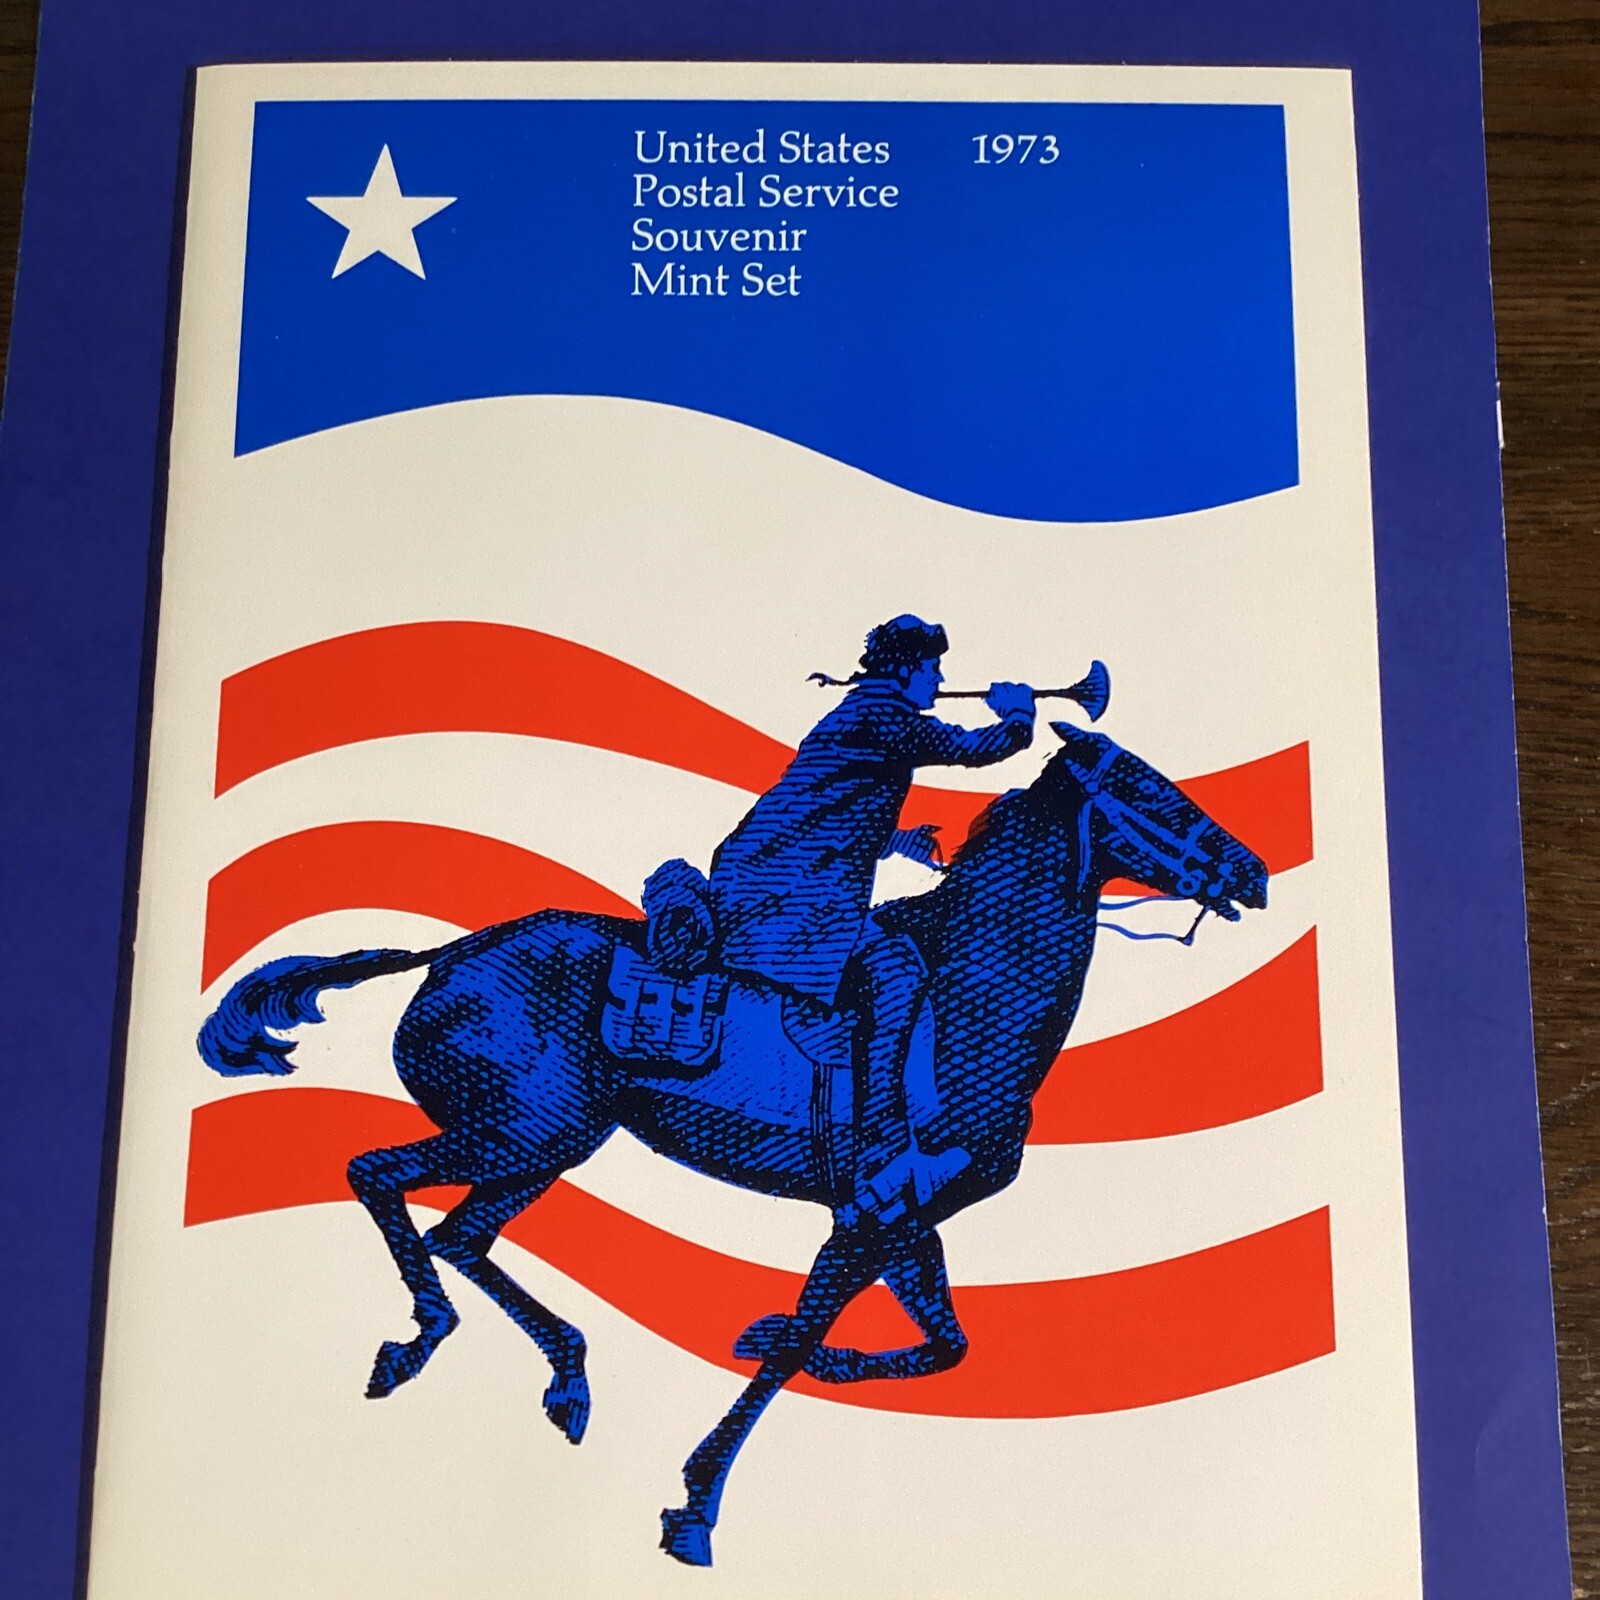 United States 1973
Postal Service
Souvenir
Mint Set